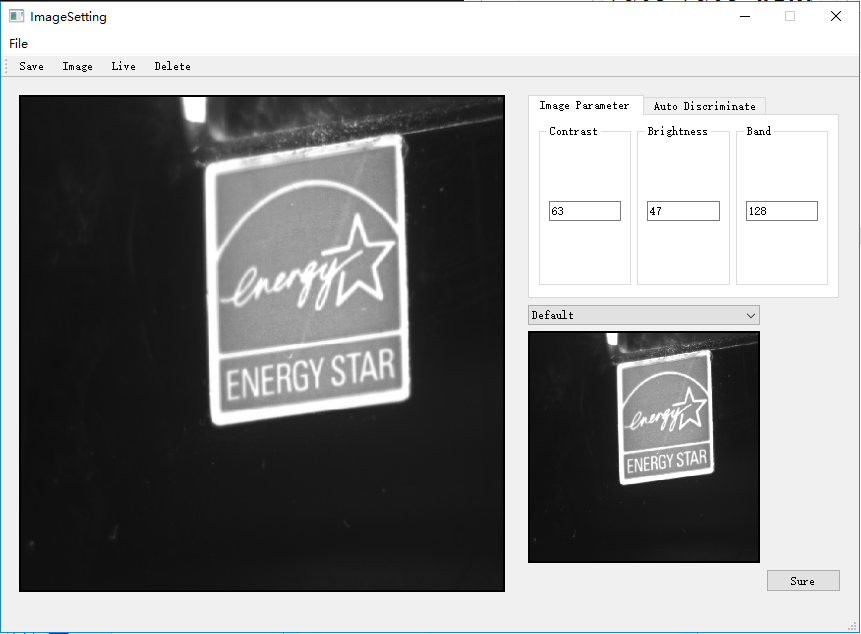 ImageSetting
File
Save Image Live Delete
Image Parameter Auto Discriminate
Contrast Brightness Band
63 47 128
Default
energy
ENERGY STAR
energy
ENERGY STAR
Sure